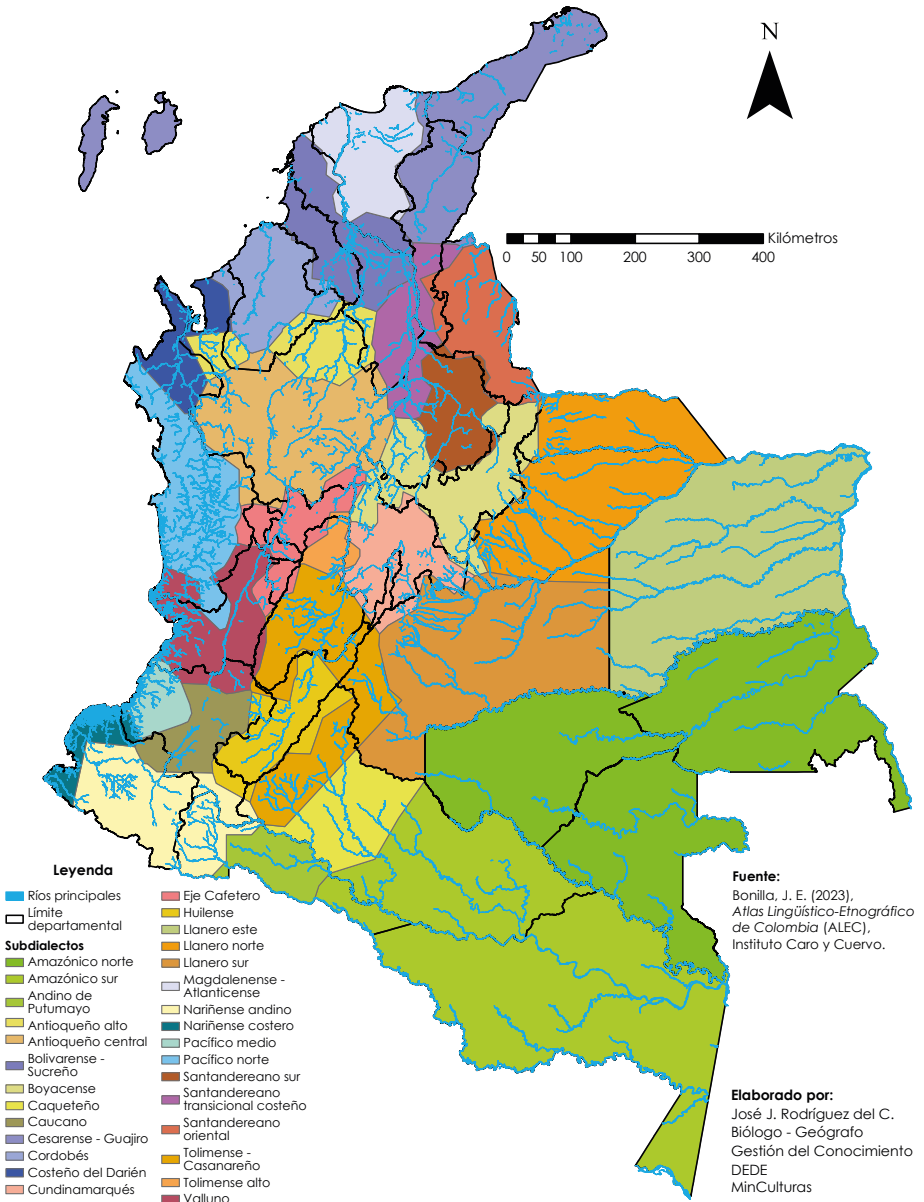 N
Kilómetros
0 50 100 200 300 400
Leyenda
Ríos principales
Límite
departamental
Subdialectos
Amazónico norte
Amazónico sur
Andino de
Putumayo
Antioqueño alto
Antioqueño central
Bolivarense -
Sucreño
Boyacense
Caqueteño
Caucano
Cesarense - Guajiro
Cordobés
Costeño del Darién
Cundinamarqués
Eje Cafetero
Huilense
Llanero este
Llanero norte
Llanero sur
Magdalenense -
Atlanticense
Nariñense andino
Nariñense costero
Pacífico medio
Pacífico norte
Santandereano sur
Santandereano
transicional costeño
Santandereano
oriental
Tolimense -
Casanareño
Tolimense alto
Valluno
Fuente:
Bonilla, J. E. (2023),
Atlas Lingüístico-Etnográfico
de Colombia (ALEC),
Instituto Caro y Cuervo.
Elaborado por:
José J. Rodríguez del C.
Biólogo - Geógrafo
Gestión del Conocimiento
DEDE
MinCulturas